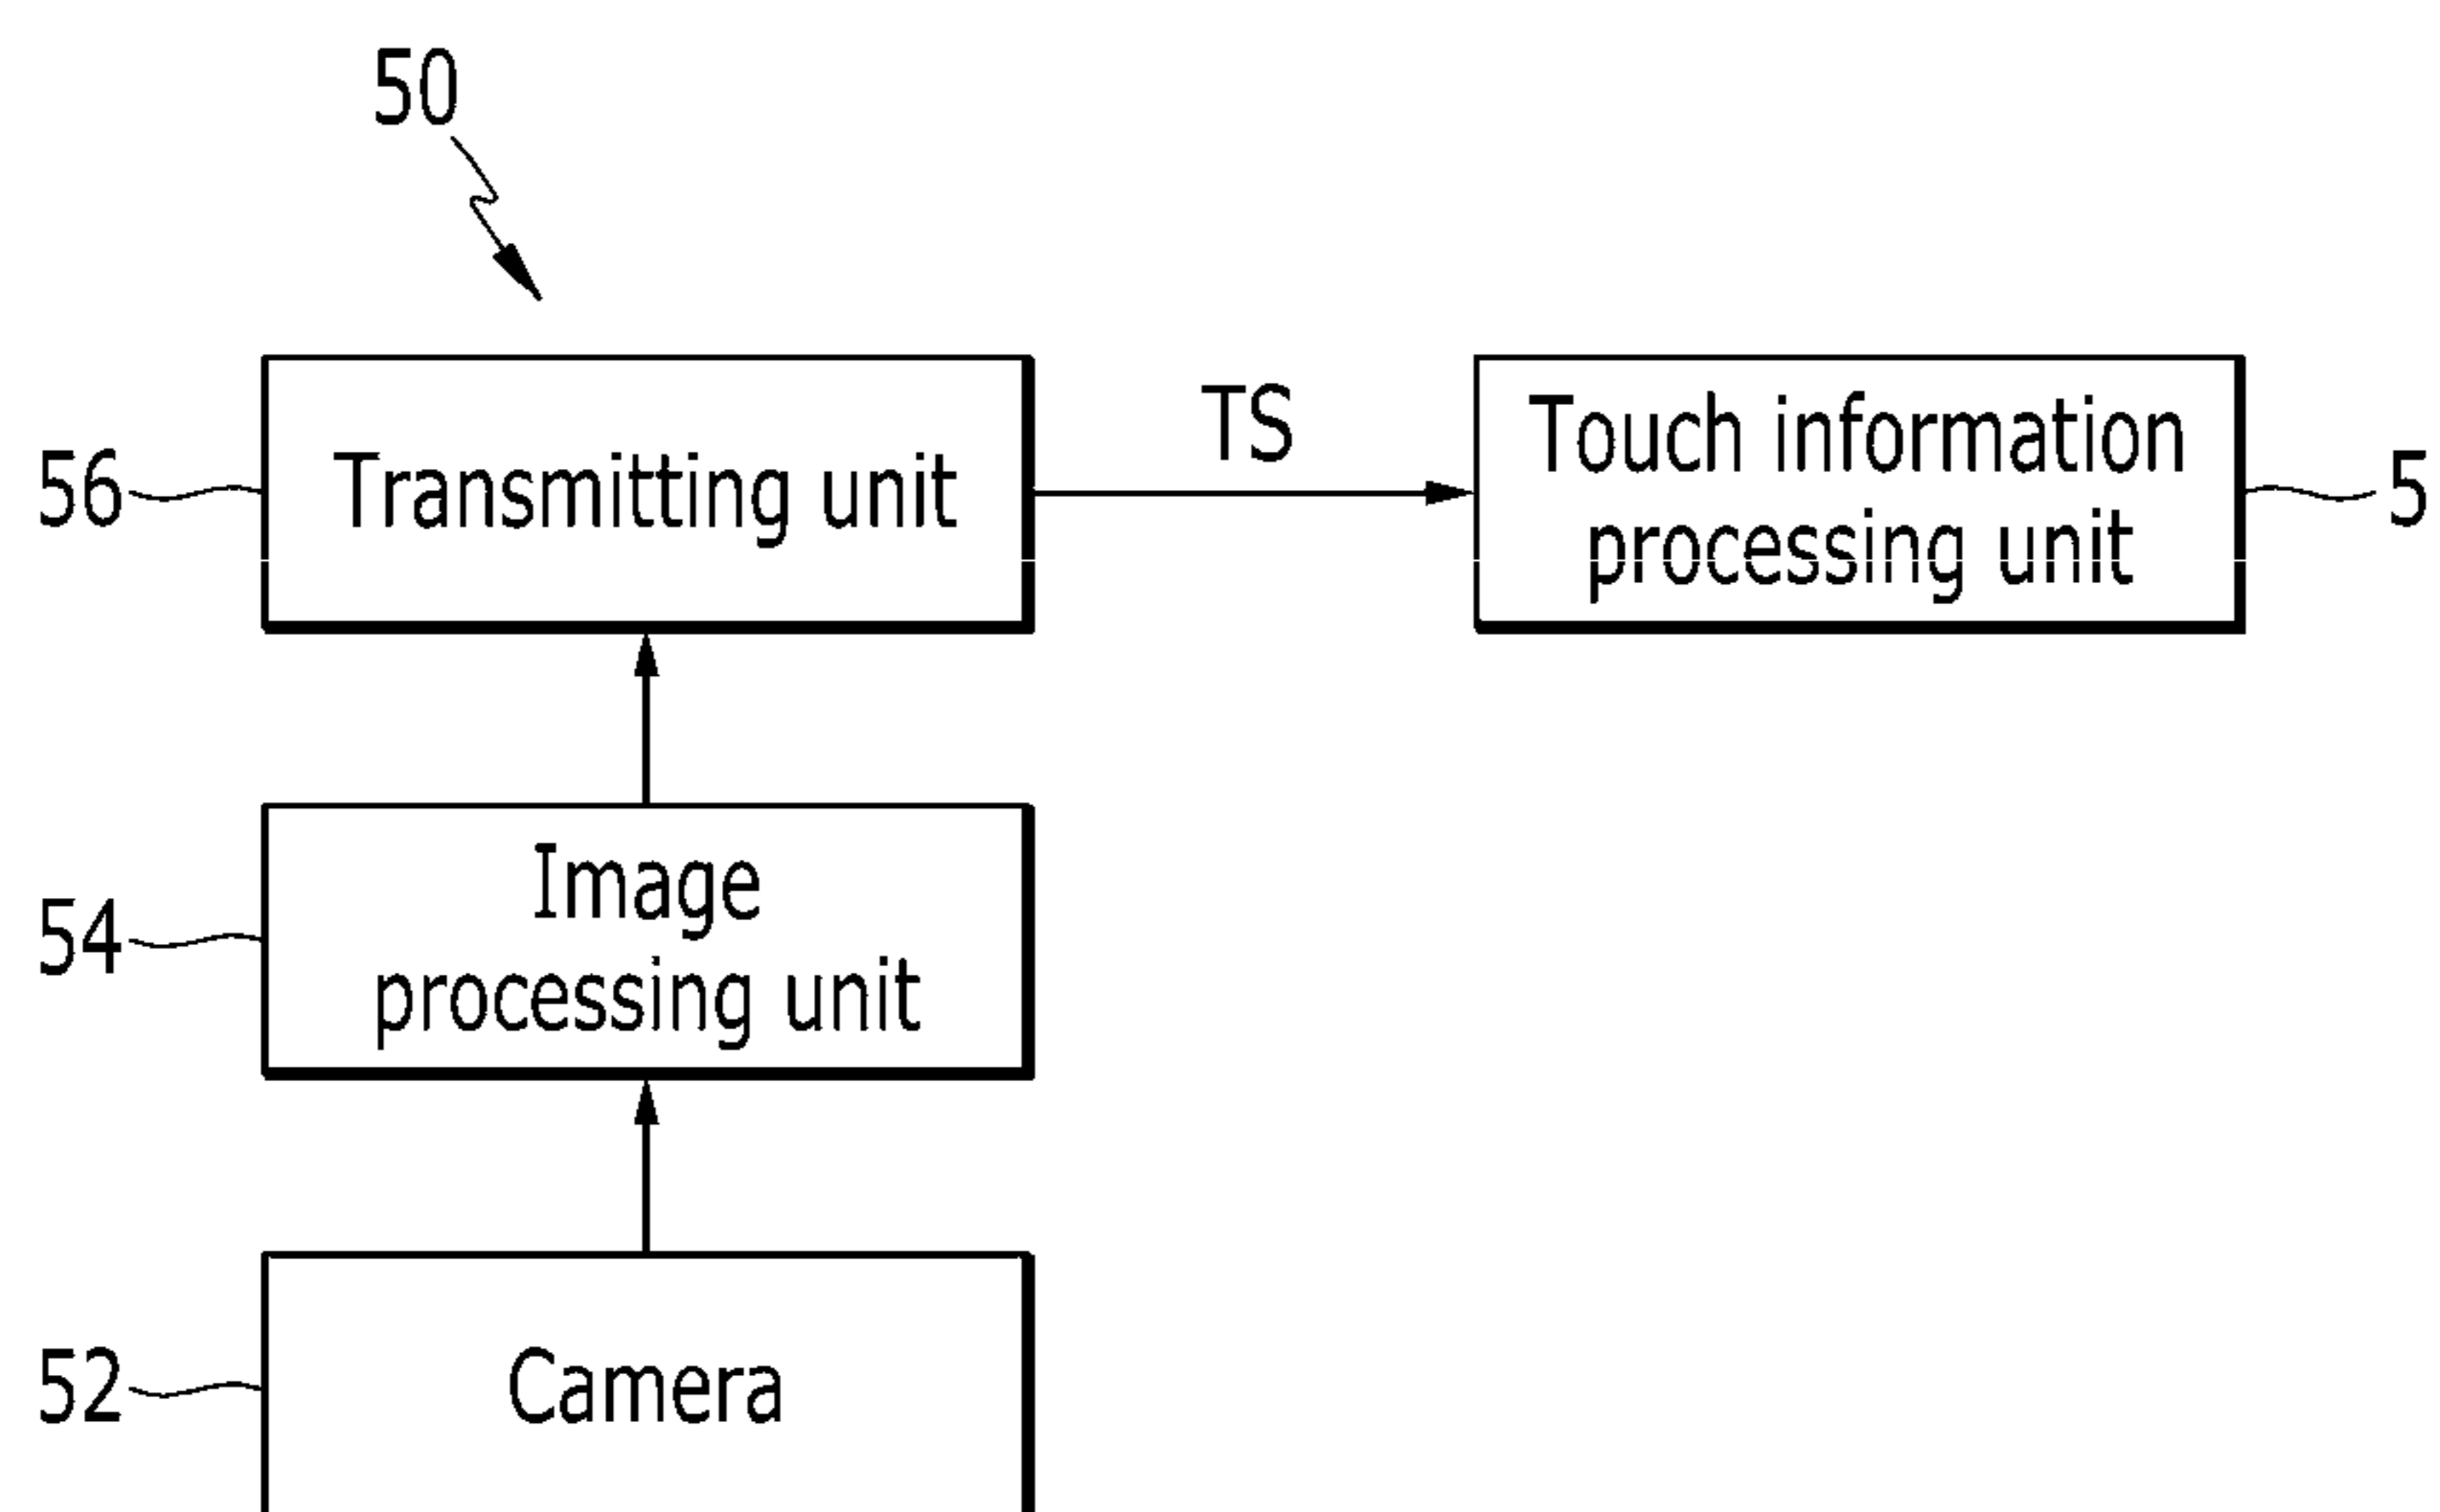 50
TS
56
Transmitting unit
Touch information
processing unit
5
54
Image
processing unit
52
Camera